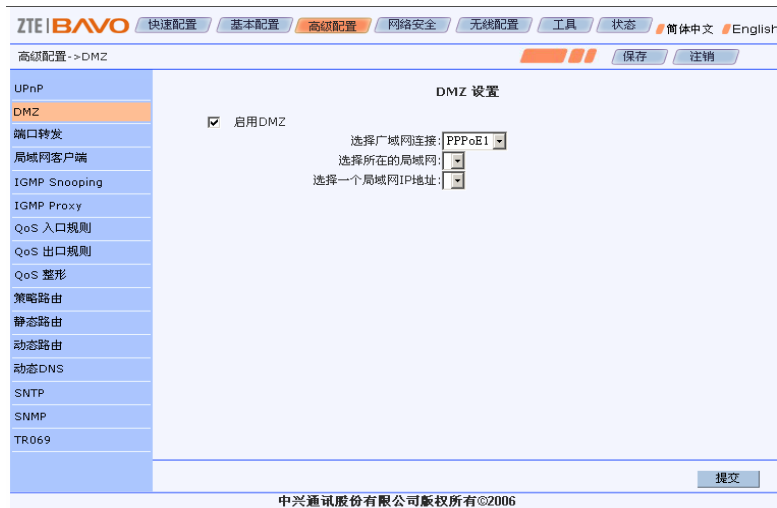 ZTE BAVO 快速配置 基本配置 高级配置 网络安全 无线配置 工具 状态 简体中文 English
高级配置->DMZ 保存 注销
UPnP
DMZ
端口转发
局域网客户端
IGMP Snooping
IGMP Proxy
QoS 入口规则
QoS 出口规则
QoS 整形
策略路由
静态路由
动态路由
动态DNS
SNTP
SNMP
TR069
DMZ 设置
启用DMZ
选择广域网连接: PPPoE1
选择所在的局域网:
选择一个局域网IP地址:
提交
中兴通讯股份有限公司版权所有©2006